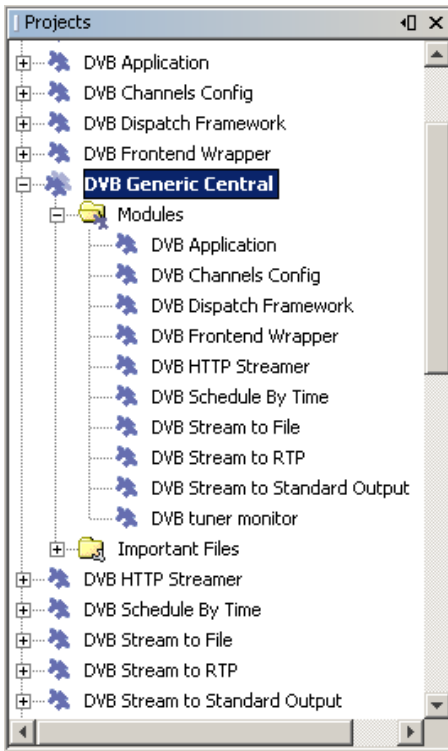 Projects
DVB Application
DVB Channels Config
DVB Dispatch Framework
DVB Frontend Wrapper
DVB Generic Central
Modules
DVB Application
DVB Channels Config
DVB Dispatch Framework
DVB Frontend Wrapper
DVB HTTP Streamer
DVB Schedule By Time
DVB Stream to File
DVB Stream to RTP
DVB Stream to Standard Output
DVB tuner monitor
Important Files
DVB HTTP Streamer
DVB Schedule By Time
DVB Stream to File
DVB Stream to RTP
DVB Stream to Standard Output